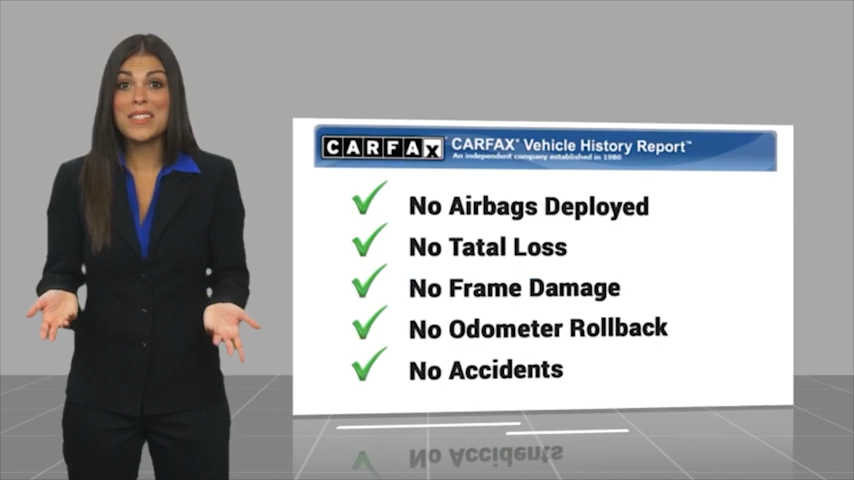 CARFAX CARFAX® Vehicle History Report™
An independent company established in 1986
No Airbags Deployed
No Tatal Loss
No Frame Damage
No Odometer Rollback
No Accidents
No Accidents